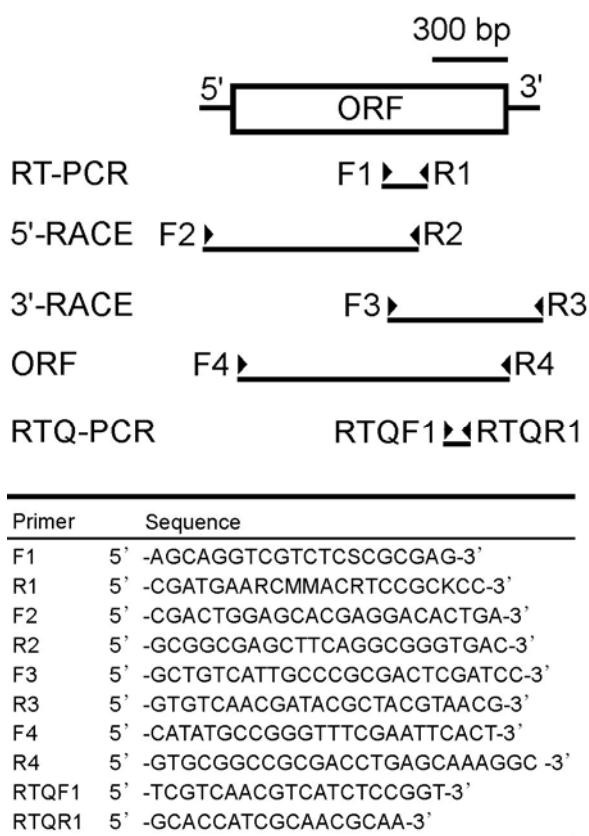 300 bp
5' ORF 3'
RT-PCR F1 R1
5'-RACE F2 R2
3'-RACE F3 R3
ORF F4 R4
RTQ-PCR RTQF1 RTQR1
Primer Sequence
F1 5' -AGCAGGTCGTCTCSCGCGAG-3'
R1 5' -CGATGAARCMMACRTCCGCKCC-3'
F2 5' -CGACTGGAGCACGAGGACACTGA-3'
R2 5' -GCGGCGAGCTTCAGGCGGGTGAC-3'
F3 5' -GCTGTCATTGCCCGCGACTCGATCC-3'
R3 5' -GTGTCAACGATACGCTACGTAACG-3'
F4 5' -CATATGCCGGGTTTCGAATTCACT-3'
R4 5' -GTGCGGCCGCGACCTGAGCAAAGGC -3'
RTQF1 5' -TCGTCAACGTCATCTCCGGT-3'
RTQR1 5' -GCACCATCGCAACGCAA-3'